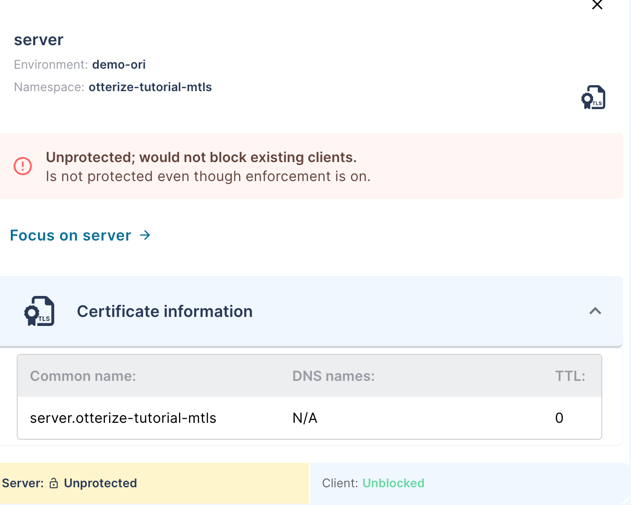 server
Environment: demo-ori
Namespace: otterize-tutorial-mtls
TLS
Unprotected; would not block existing clients.
Is not protected even though enforcement is on.
Focus on server →
TLS
Certificate information
Common name: DNS names: TTL:
server.otterize-tutorial-mtls N/A 0
Server: Unprotected Client: Unblocked